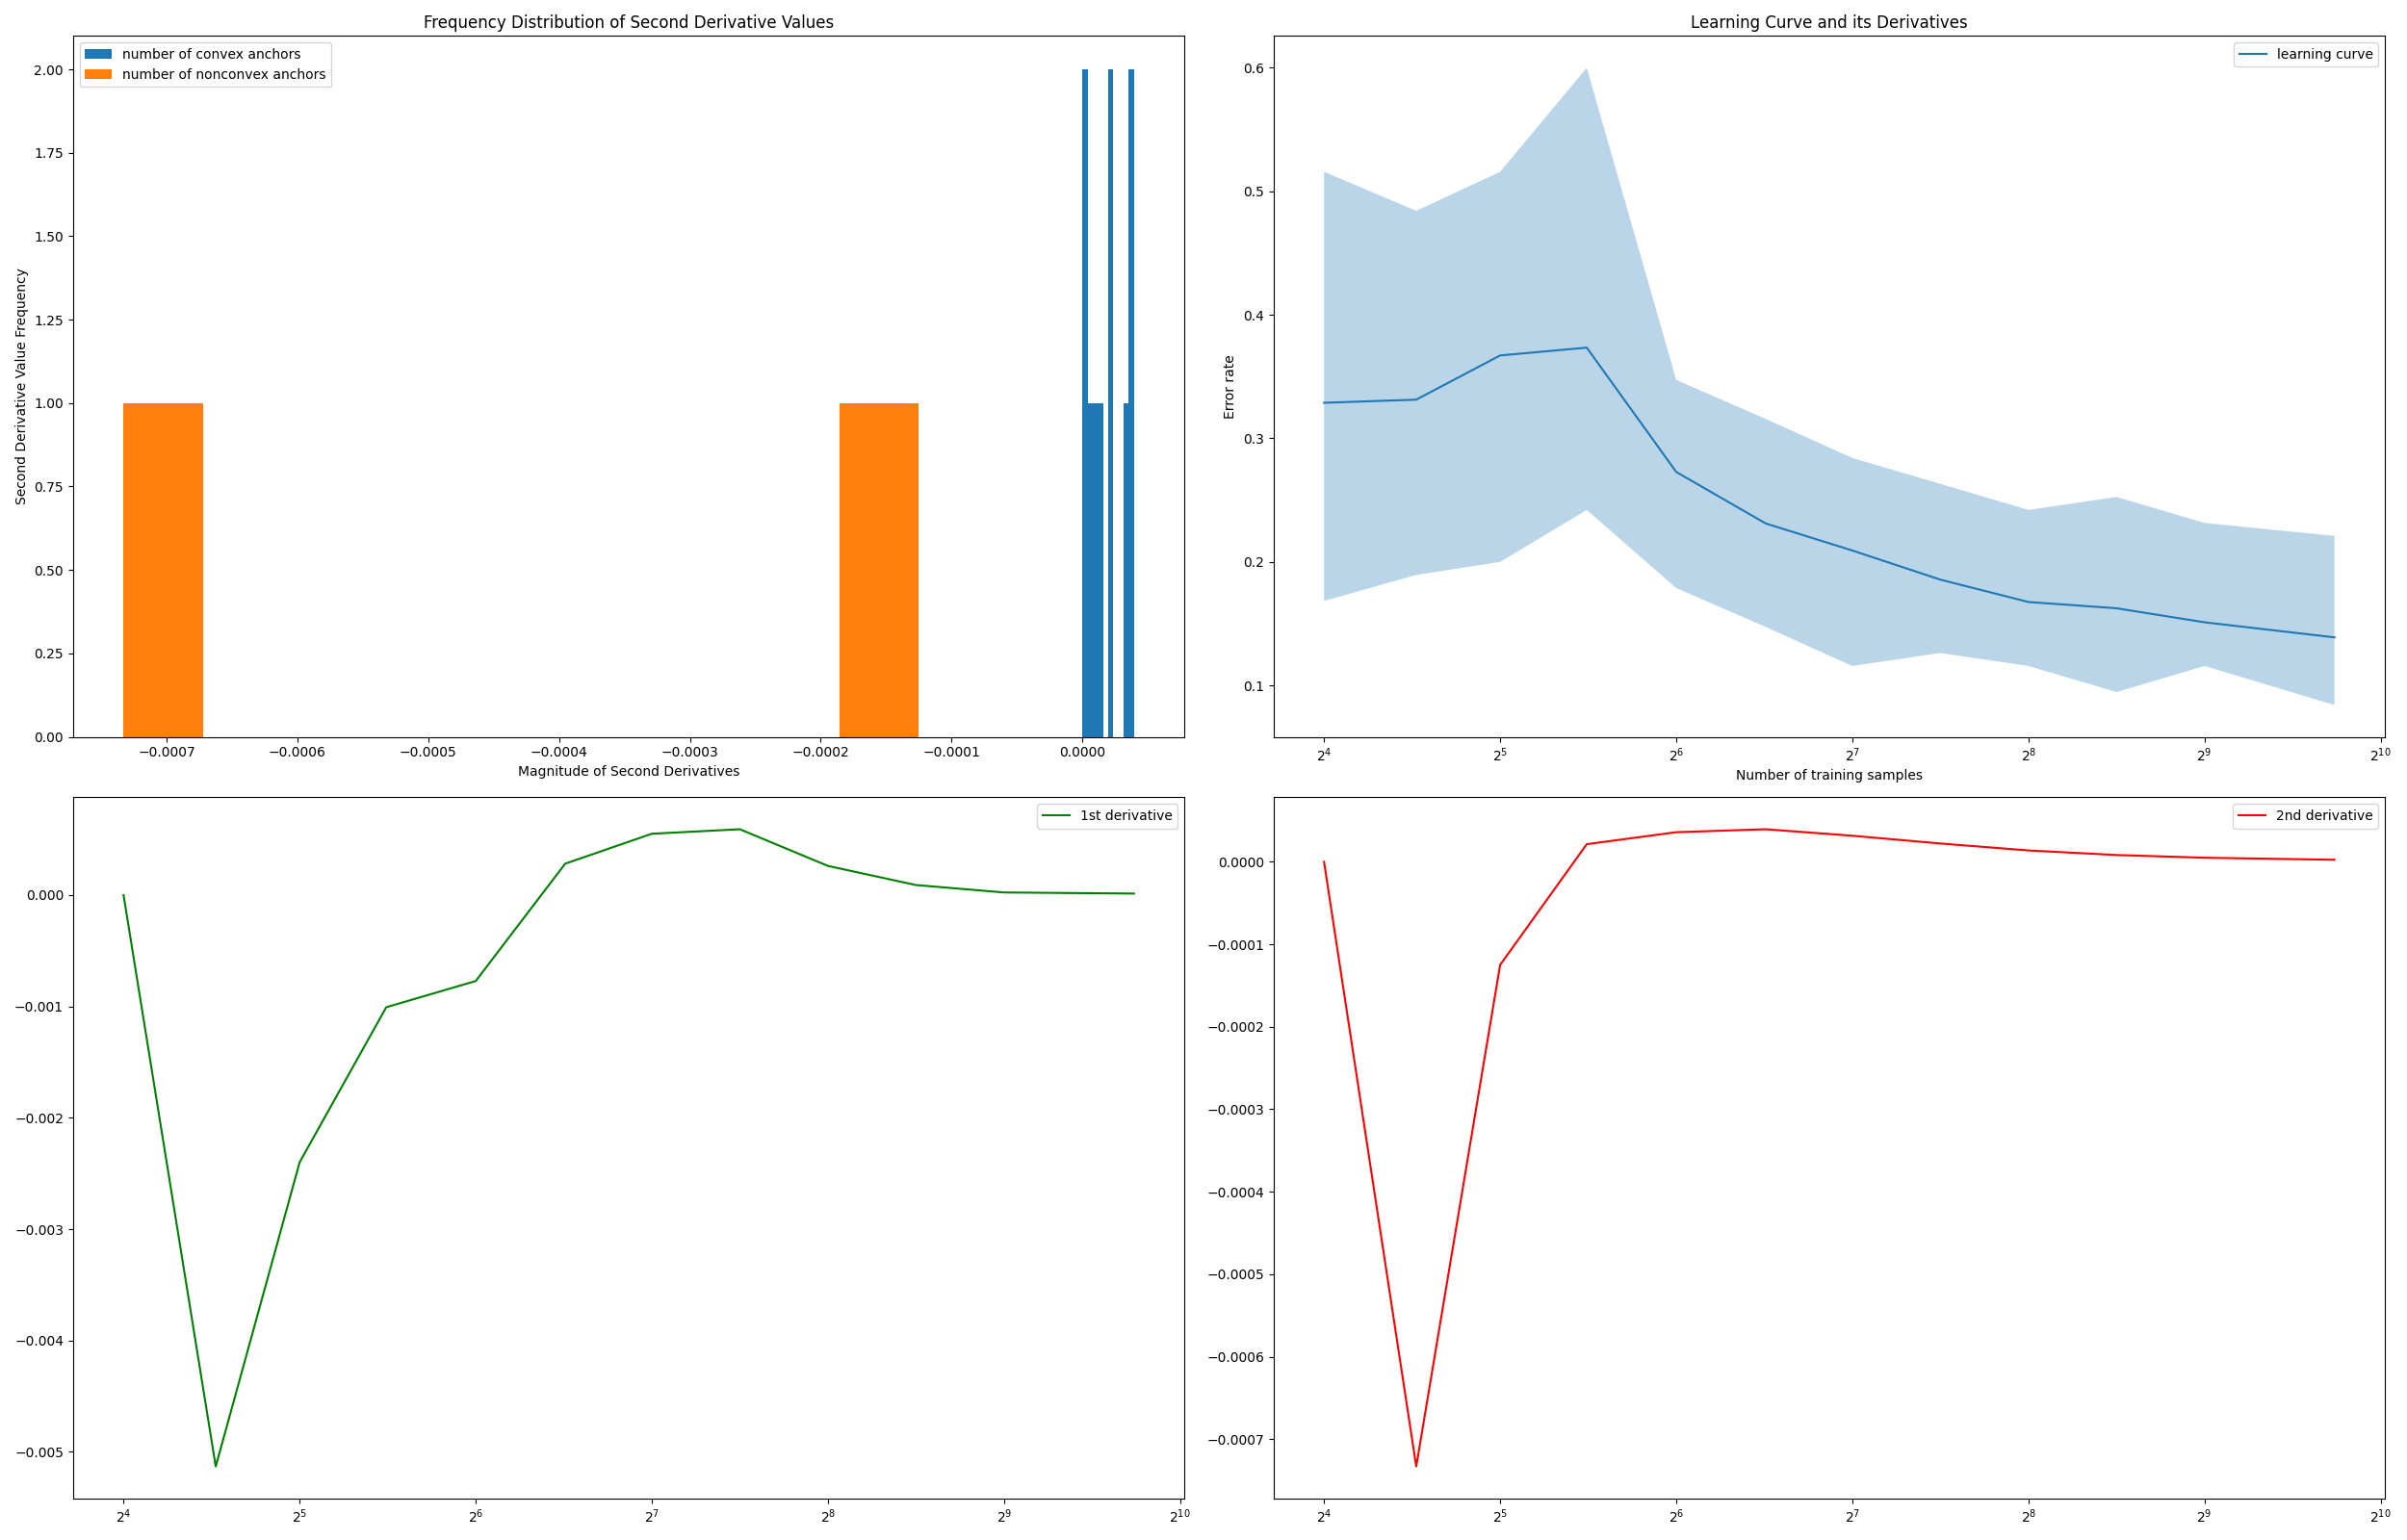 Frequency Distribution of Second Derivative Values
number of convex anchors
number of nonconvex anchors
Second Derivative Value Frequency
2.00
1.75
1.50
1.25
1.00
0.75
0.50
0.25
0.00
−0.0007 −0.0006 −0.0005 −0.0004 −0.0003 −0.0002 −0.0001 0.0000
Magnitude of Second Derivatives
Learning Curve and its Derivatives
learning curve
Error rate
0.6
0.5
0.4
0.3
0.2
0.1
2⁴ 2⁵ 2⁶ 2⁷ 2⁸ 2⁹ 2¹⁰
Number of training samples
1st derivative
0.000
−0.001
−0.002
−0.003
−0.004
−0.005
2⁴ 2⁵ 2⁶ 2⁷ 2⁸ 2⁹ 2¹⁰
2nd derivative
0.0000
−0.0001
−0.0002
−0.0003
−0.0004
−0.0005
−0.0006
−0.0007
2⁴ 2⁵ 2⁶ 2⁷ 2⁸ 2⁹ 2¹⁰